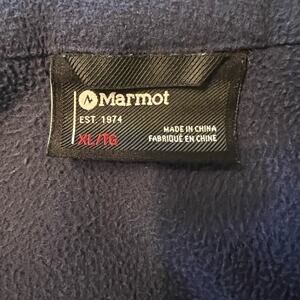 Marmot
EST. 1974
XL/TG
MADE IN CHINA
FABRIQUÉ EN CHINE